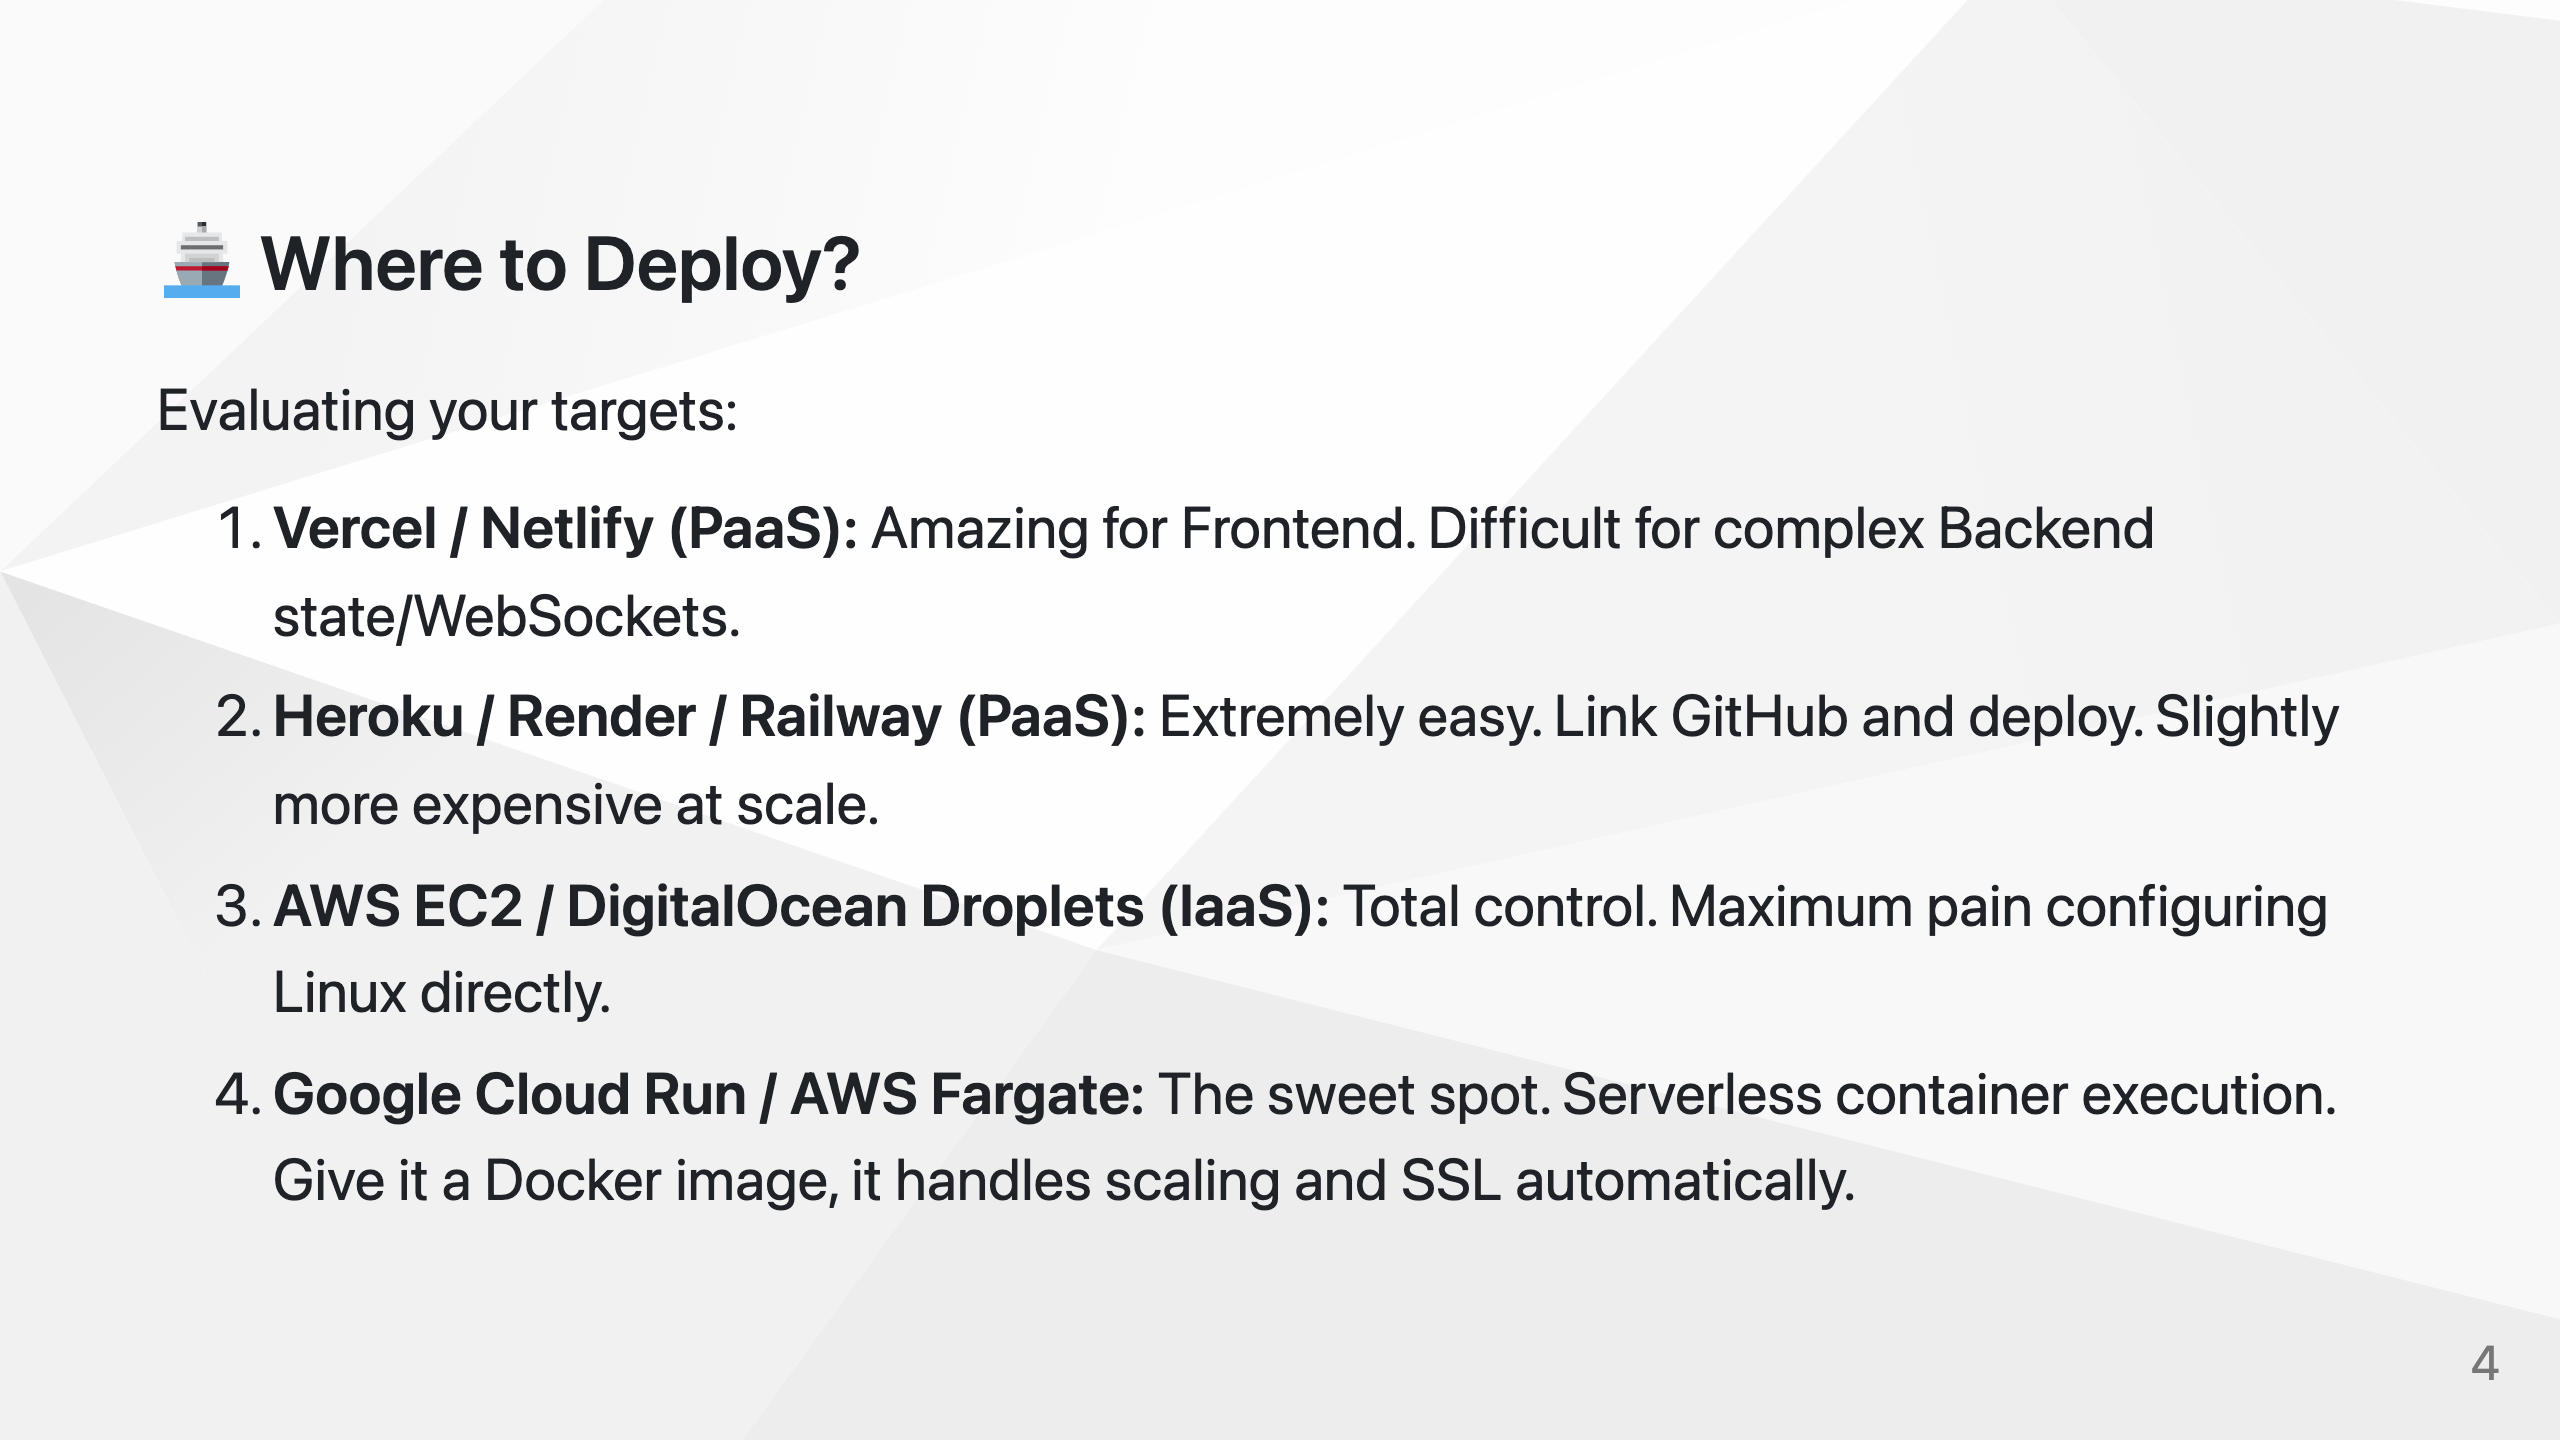 🚢 Where to Deploy?
Evaluating your targets:
1. Vercel / Netlify (PaaS): Amazing for Frontend. Difficult for complex Backend
state/WebSockets.
2. Heroku / Render / Railway (PaaS): Extremely easy. Link GitHub and deploy. Slightly
more expensive at scale.
3. AWS EC2 / DigitalOcean Droplets (IaaS): Total control. Maximum pain configuring
Linux directly.
4. Google Cloud Run / AWS Fargate: The sweet spot. Serverless container execution.
Give it a Docker image, it handles scaling and SSL automatically.
4